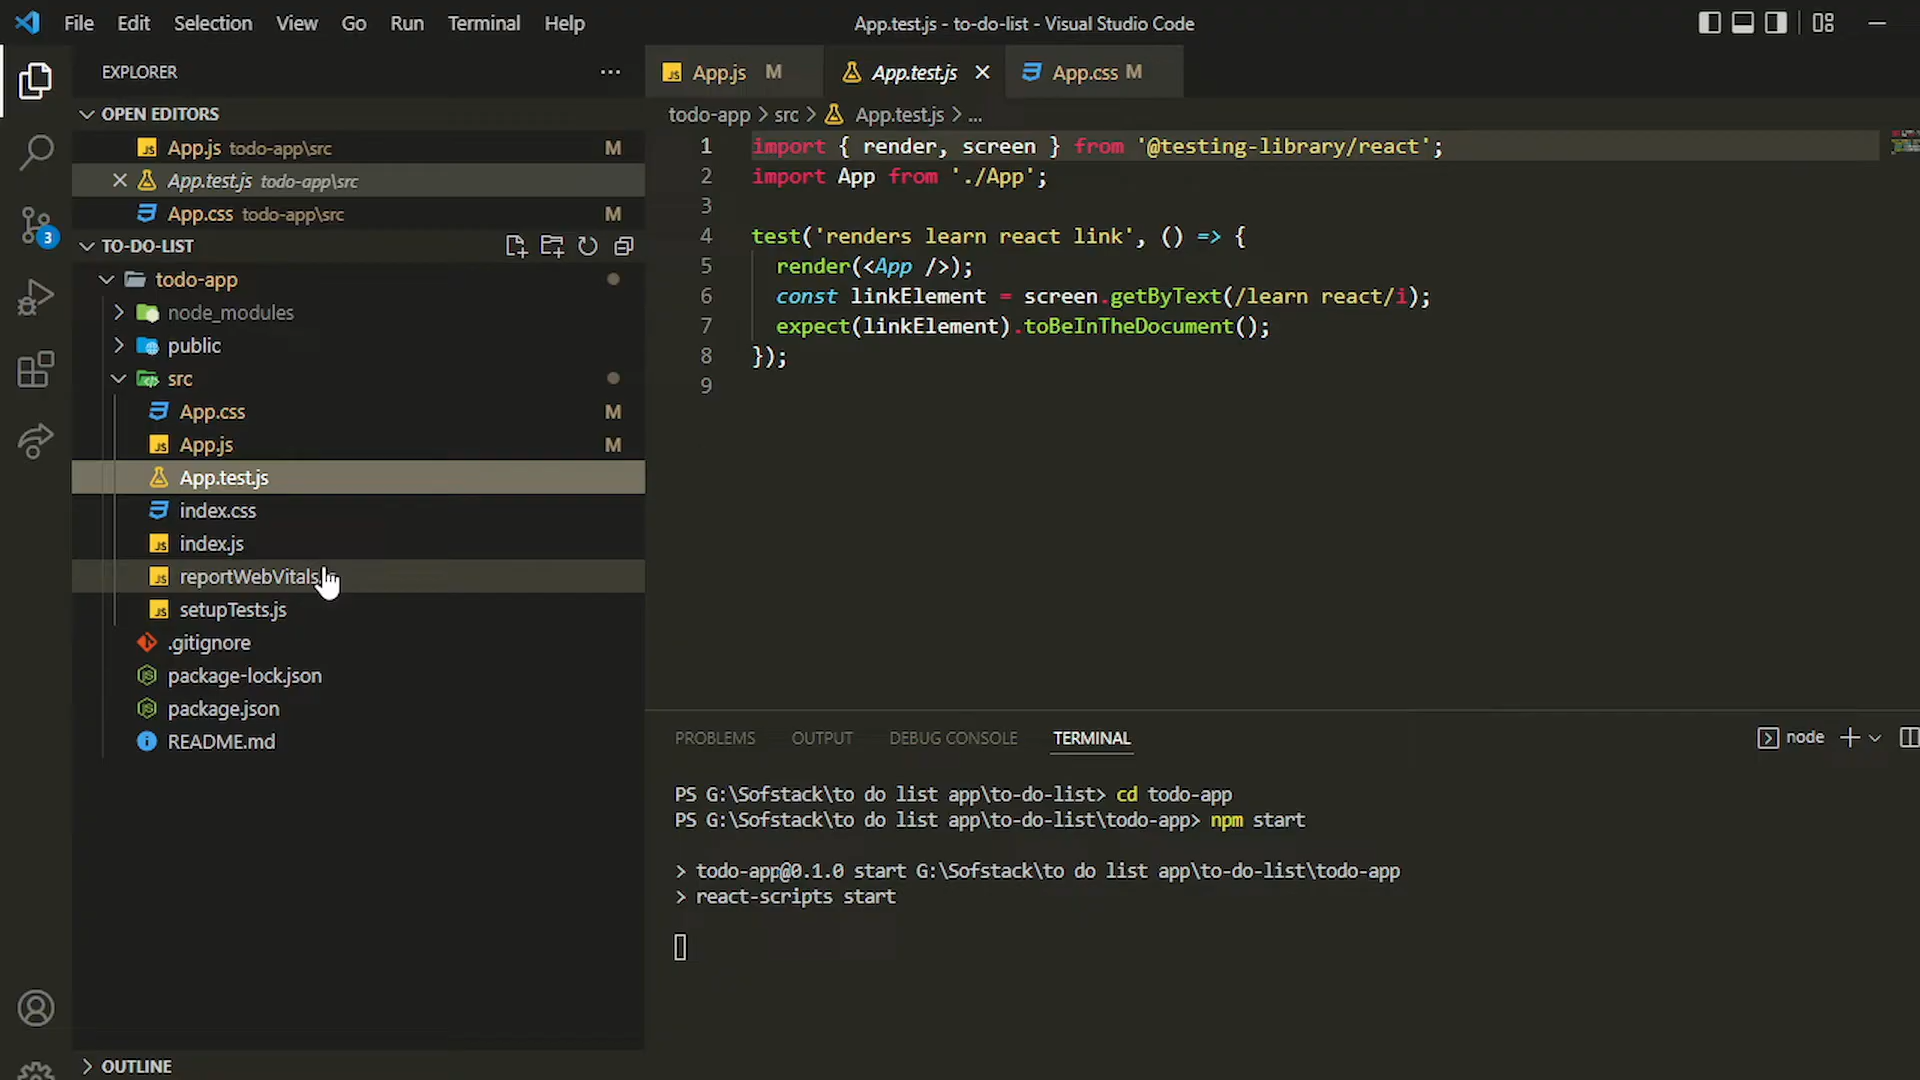 File Edit Selection View Go Run Terminal Help
App.test.js - to-do-list - Visual Studio Code
EXPLORER
OPEN EDITORS
App.js todo-app\src M
App.test.js todo-app\src
App.css todo-app\src M
3
TO-DO-LIST
todo-app
node_modules
public
src
App.css M
App.js M
App.test.js
index.css
index.js
reportWebVitals
setupTests.js
.gitignore
package-lock.json
package.json
README.md
OUTLINE
App.js M App.test.js App.css M
todo-app > src > App.test.js > ...
1 import { render, screen } from '@testing-library/react';
2 import App from './App';
3
4 test('renders learn react link', () => {
5 render(<App />);
6 const linkElement = screen.getByText(/learn react/i);
7 expect(linkElement).toBeInTheDocument();
8 });
9
PROBLEMS OUTPUT DEBUG CONSOLE TERMINAL
node
PS G:\Sofstack\to do list app\to-do-list> cd todo-app
PS G:\Sofstack\to do list app\to-do-list\todo-app> npm start
> todo-app@0.1.0 start G:\Sofstack\to do list app\to-do-list\todo-app
> react-scripts start